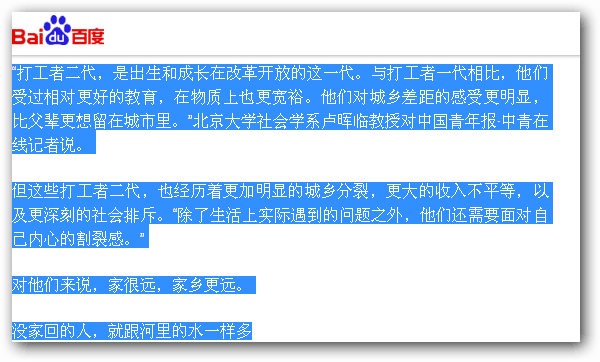 Bai du 百度
“打工者二代，是出生和成长在改革开放的这一代。与打工者一代相比，他们
受过相对更好的教育，在物质上也更宽裕。他们对城乡差距的感受更明显，
比父辈更想留在城市里。”北京大学社会学系卢晖临教授对中国青年报·中青在
线记者说。
但这些打工者二代，也经历着更加明显的城乡分裂，更大的收入不平等，以
及更深刻的社会排斥。“除了生活上实际遇到的问题之外，他们还需要面对自
己内心的割裂感。”
对他们来说，家很远，家乡更远。
没家回的人，就跟河里的水一样多